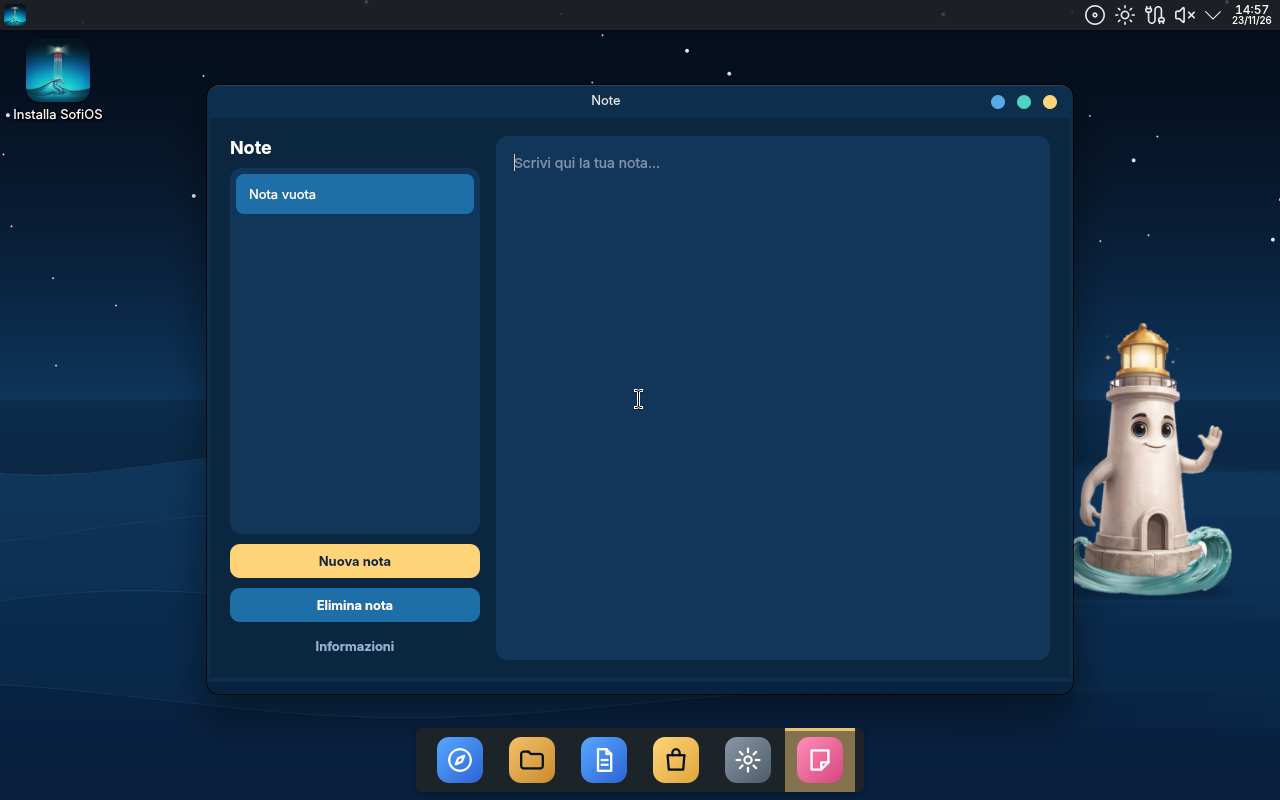 14:57
23/11/26
Installa SofiOS
Note
Note
Nota vuota
Scrivi qui la tua nota...
Nuova nota
Elimina nota
Informazioni